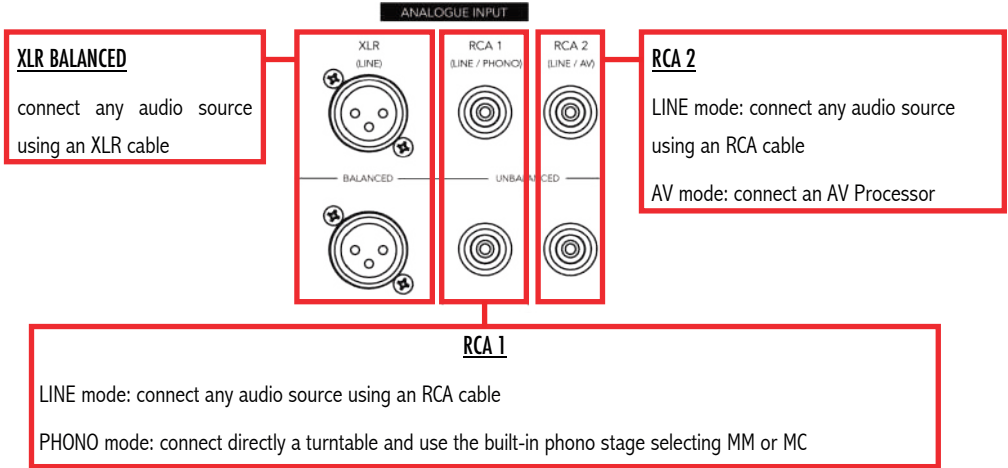 ANALOGUE INPUT
XLR BALANCED
connect any audio source
using an XLR cable
XLR
(LINE)
RCA 1
(LINE / PHONO)
RCA 2
(LINE / AV)
BALANCED
UNBALANCED
RCA 2
LINE mode: connect any audio source
using an RCA cable
AV mode: connect an AV Processor
RCA 1
LINE mode: connect any audio source using an RCA cable
PHONO mode: connect directly a turntable and use the built-in phono stage selecting MM or MC